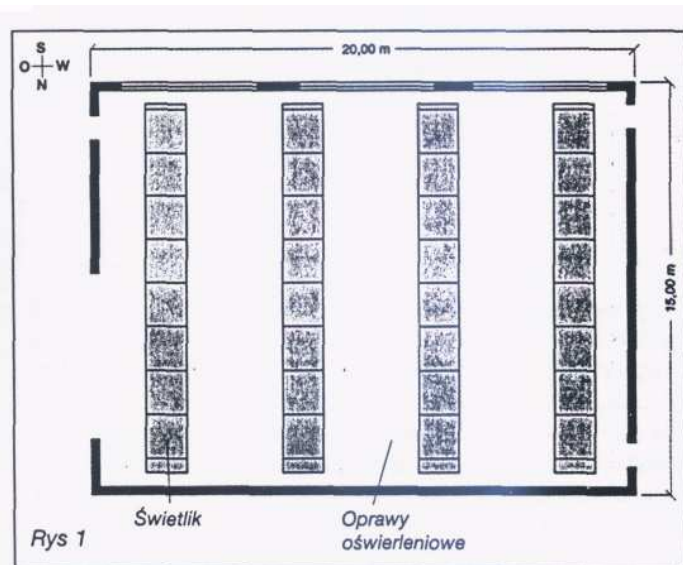 S
O W
N
20,00 m
15,00 m
Świetlik
Oprawy
oświerleniowe
Rys 1